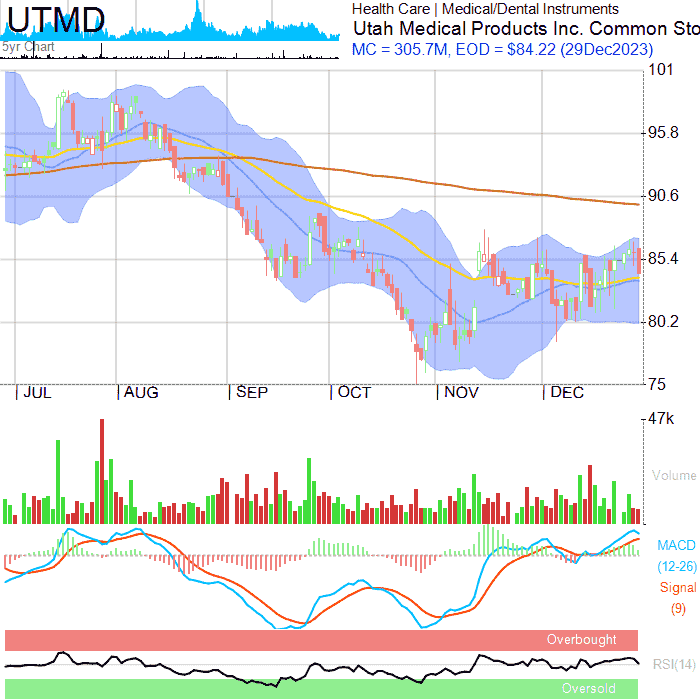 UTMD
5yr Chart
Health Care | Medical/Dental Instruments
Utah Medical Products Inc. Common Sto
MC = 305.7M, EOD = $84.22 (29Dec2023)
101
95.8
90.6
85.4
80.2
75
JUL AUG SEP OCT NOV DEC
47k
Volume
MACD
(12-26)
Signal
(9)
Overbought
RSI(14)
Oversold